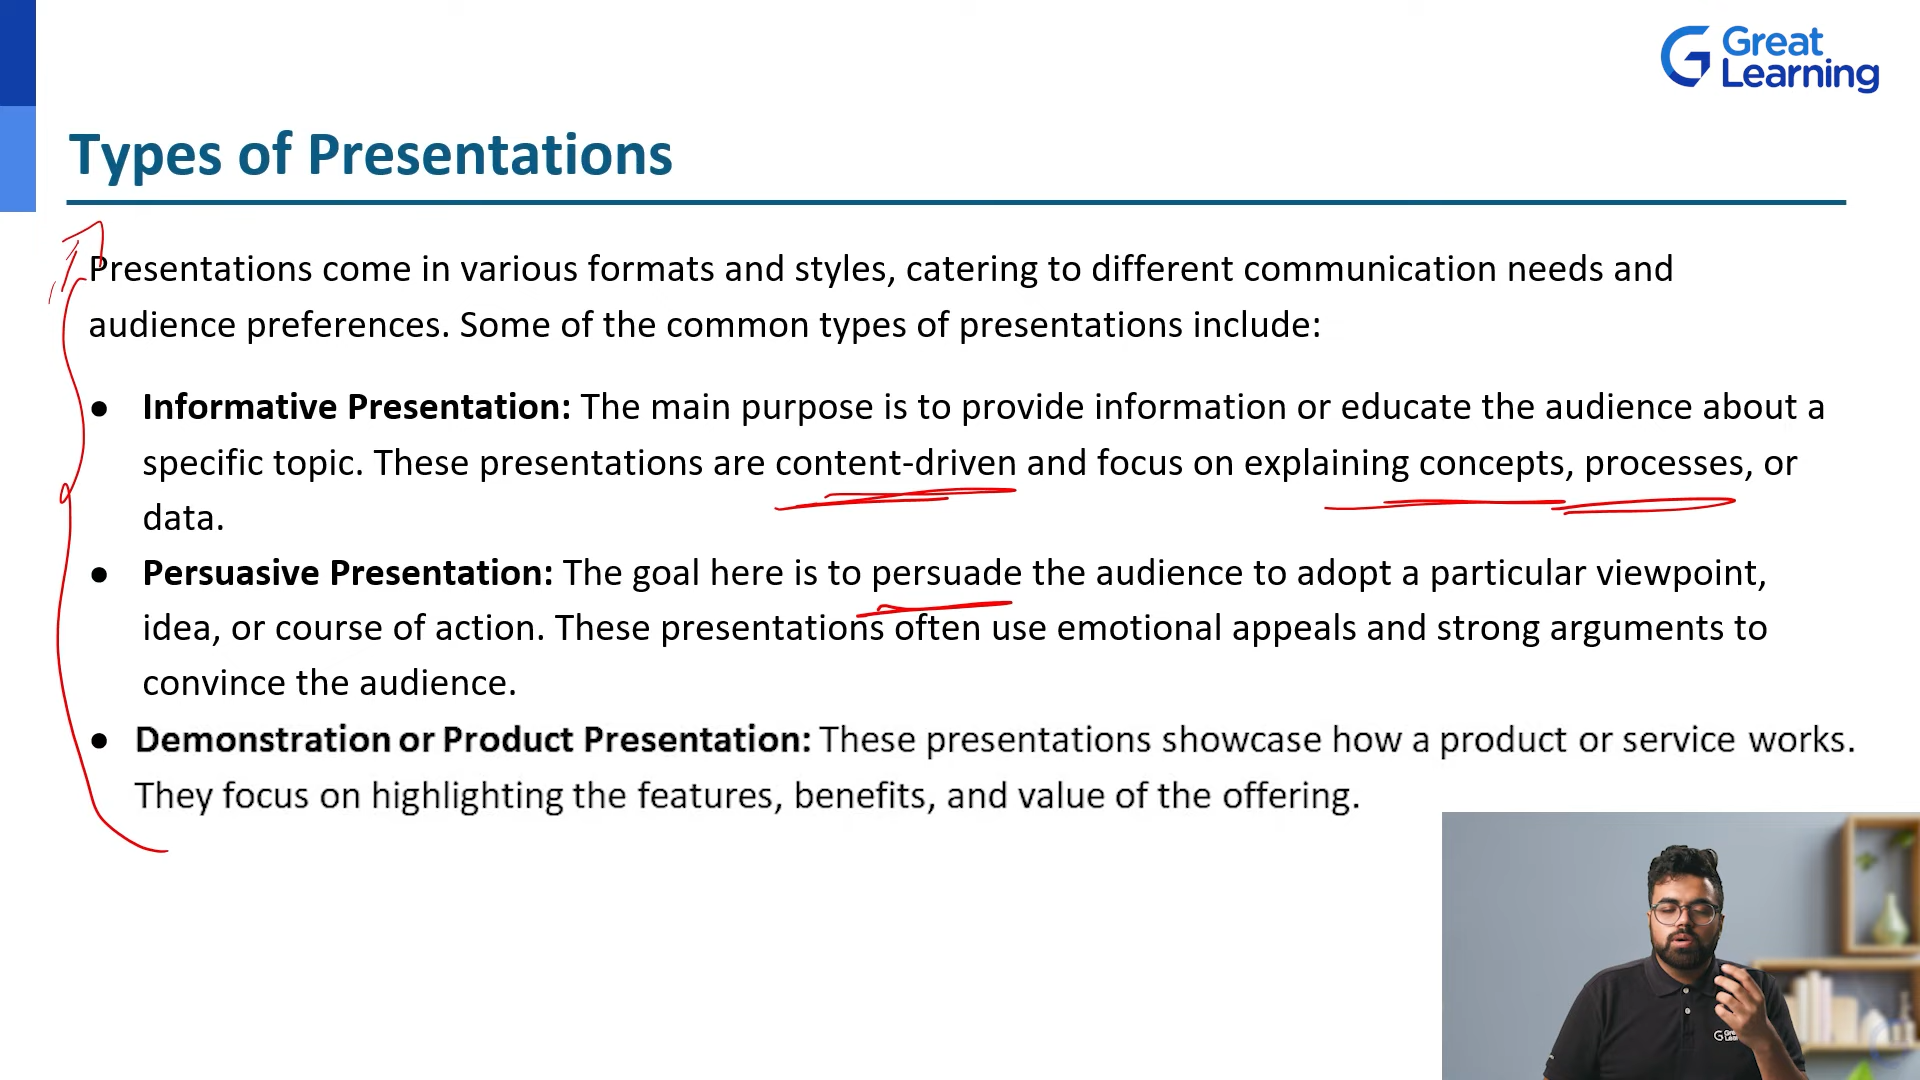 Great
Learning
Types of Presentations
Presentations come in various formats and styles, catering to different communication needs and
audience preferences. Some of the common types of presentations include:
● Informative Presentation: The main purpose is to provide information or educate the audience about a
specific topic. These presentations are content-driven and focus on explaining concepts, processes, or
data.
● Persuasive Presentation: The goal here is to persuade the audience to adopt a particular viewpoint,
idea, or course of action. These presentations often use emotional appeals and strong arguments to
convince the audience.
● Demonstration or Product Presentation: These presentations showcase how a product or service works.
They focus on highlighting the features, benefits, and value of the offering.